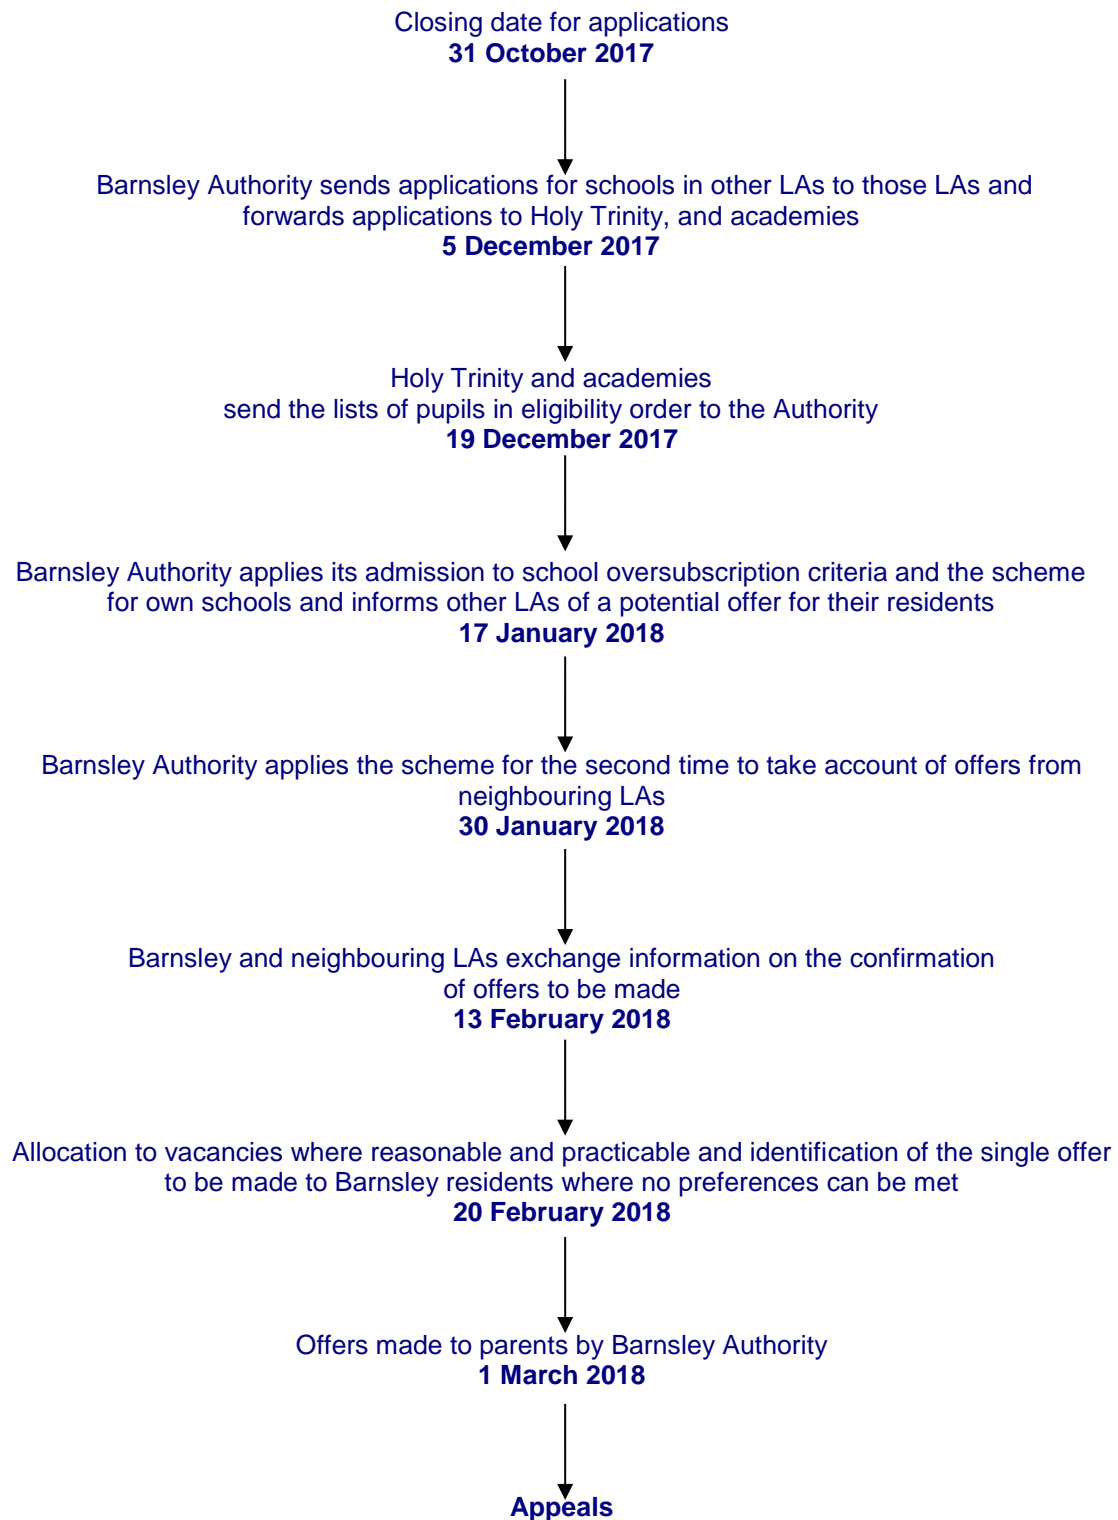 Closing date for applications
31 October 2017
Barnsley Authority sends applications for schools in other LAs to those LAs and
forwards applications to Holy Trinity, and academies
5 December 2017
Holy Trinity and academies
send the lists of pupils in eligibility order to the Authority
19 December 2017
Barnsley Authority applies its admission to school oversubscription criteria and the scheme
for own schools and informs other LAs of a potential offer for their residents
17 January 2018
Barnsley Authority applies the scheme for the second time to take account of offers from
neighbouring LAs
30 January 2018
Barnsley and neighbouring LAs exchange information on the confirmation
of offers to be made
13 February 2018
Allocation to vacancies where reasonable and practicable and identification of the single offer
to be made to Barnsley residents where no preferences can be met
20 February 2018
Offers made to parents by Barnsley Authority
1 March 2018
Appeals